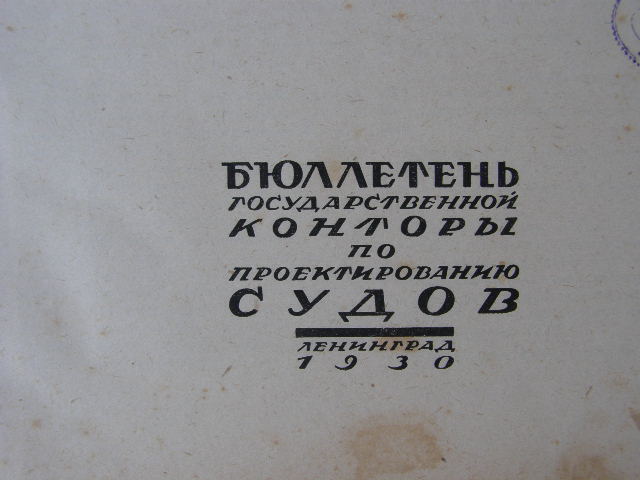 БЮЛЛЕТЕНЬ
ГОСУДАРСТВЕННОЙ
КОНТОРЫ
ПО
ПРОЕКТИРОВАНИЮ
СУДОВ
ЛЕНИНГРАД
1930